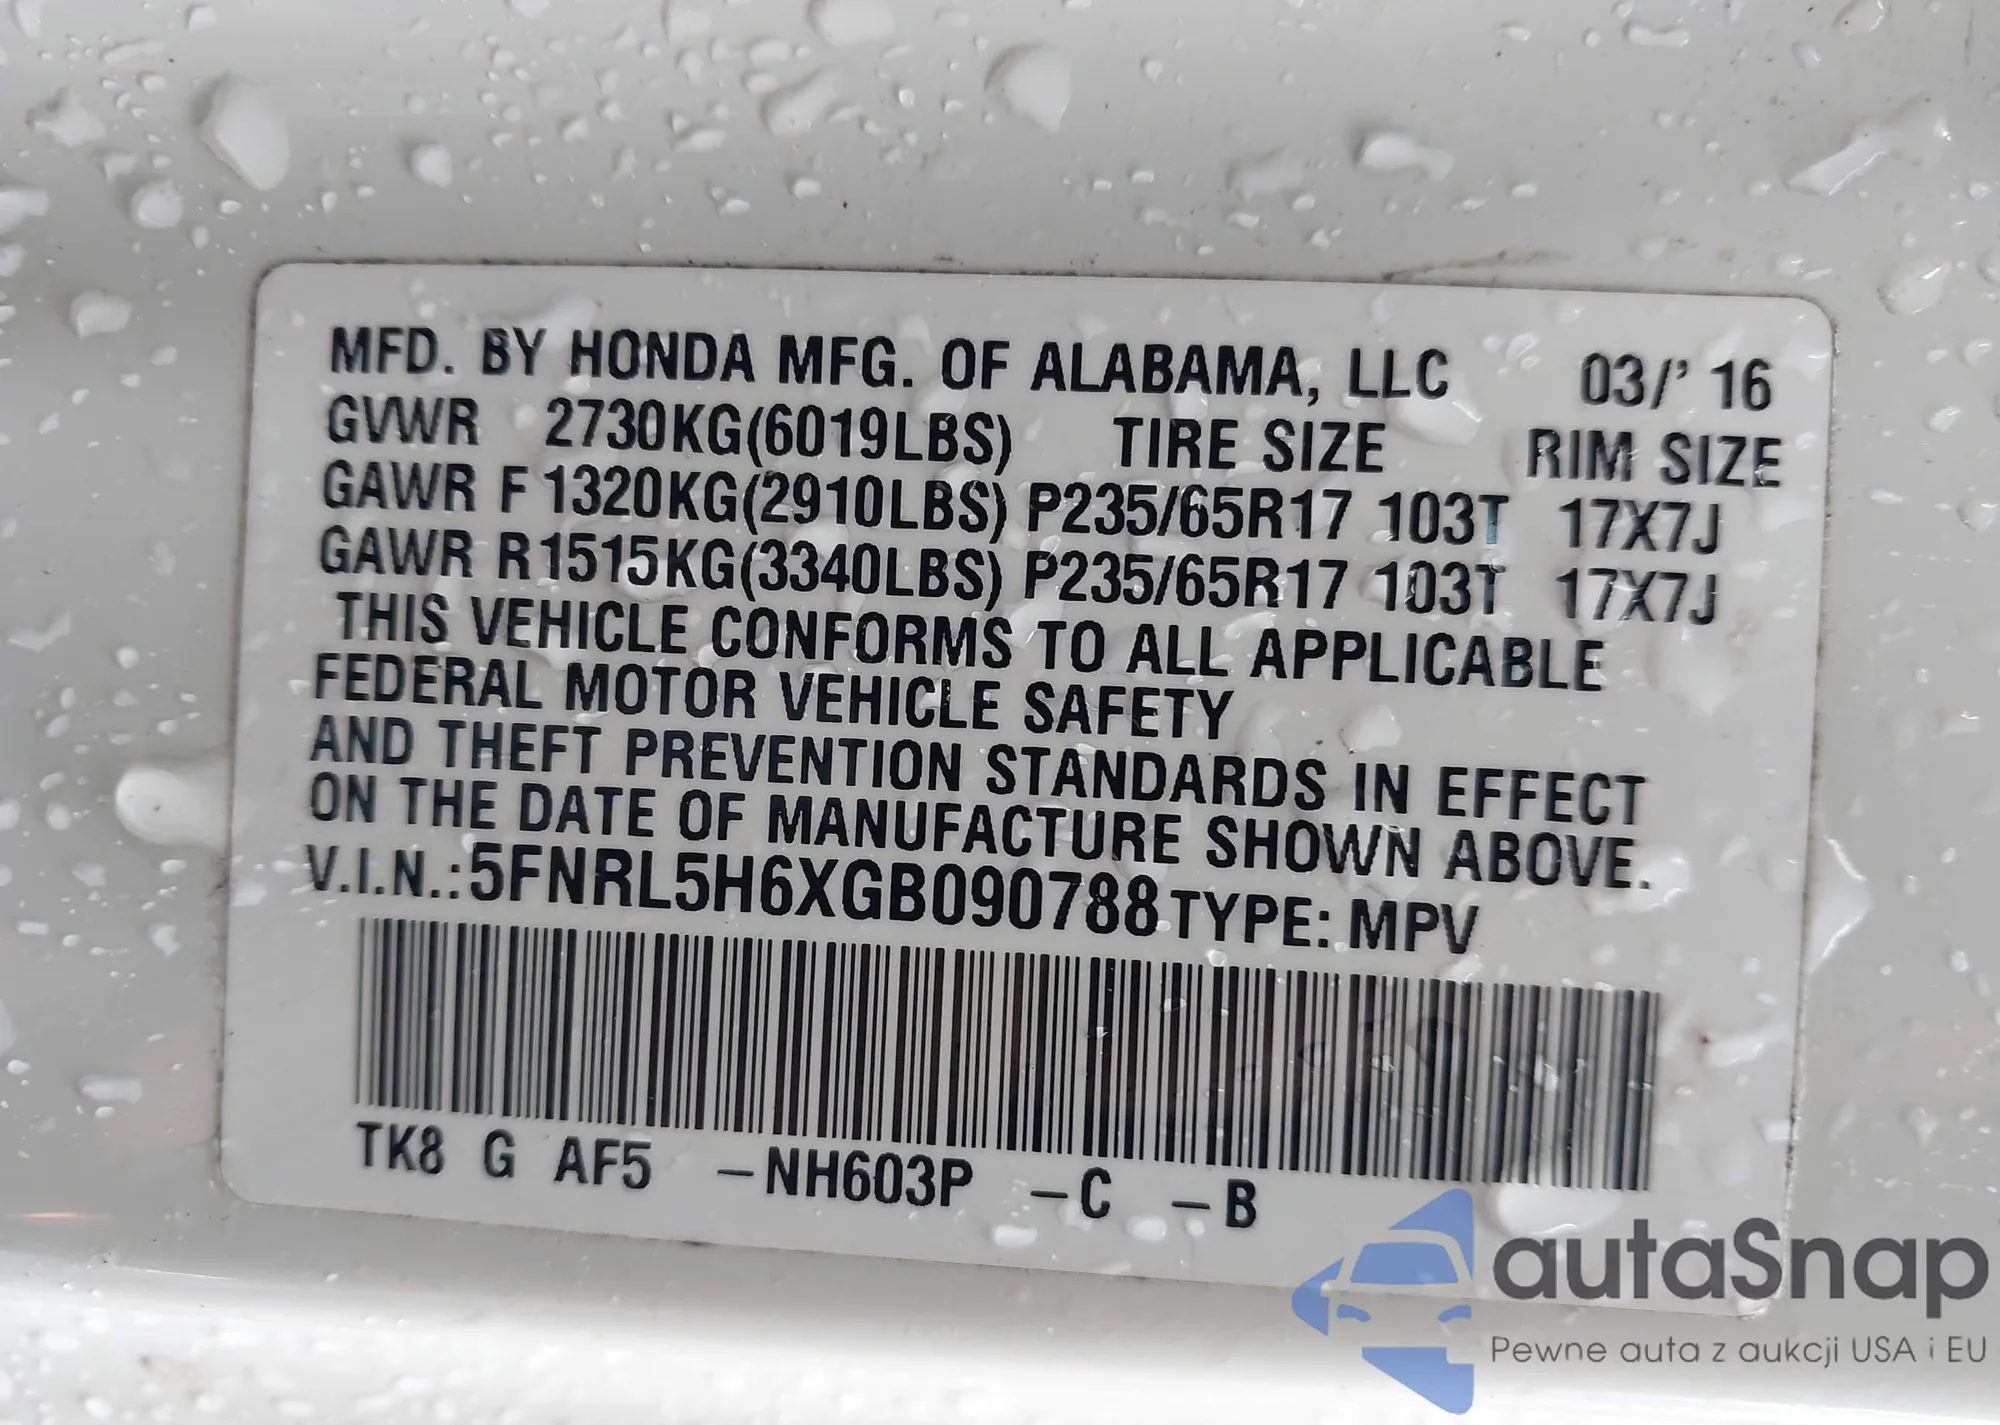 MFD. BY HONDA MFG. OF ALABAMA, LLC 03/' 16
GVWR 2730KG(6019LBS) TIRE SIZE RIM SIZE
GAWR F 1320KG(2910LBS) P235/65R17 103T 17X7J
GAWR R1515KG(3340LBS) P235/65R17 103T 17X7J
THIS VEHICLE CONFORMS TO ALL APPLICABLE
FEDERAL MOTOR VEHICLE SAFETY
AND THEFT PREVENTION STANDARDS IN EFFECT
ON THE DATE OF MANUFACTURE SHOWN ABOVE.
V.I.N.:5FNRL5H6XGB090788 TYPE: MPV
TK8 G AF5 –NH603P –C –B
autaSnap
Pewne auta z aukcji USA i EU